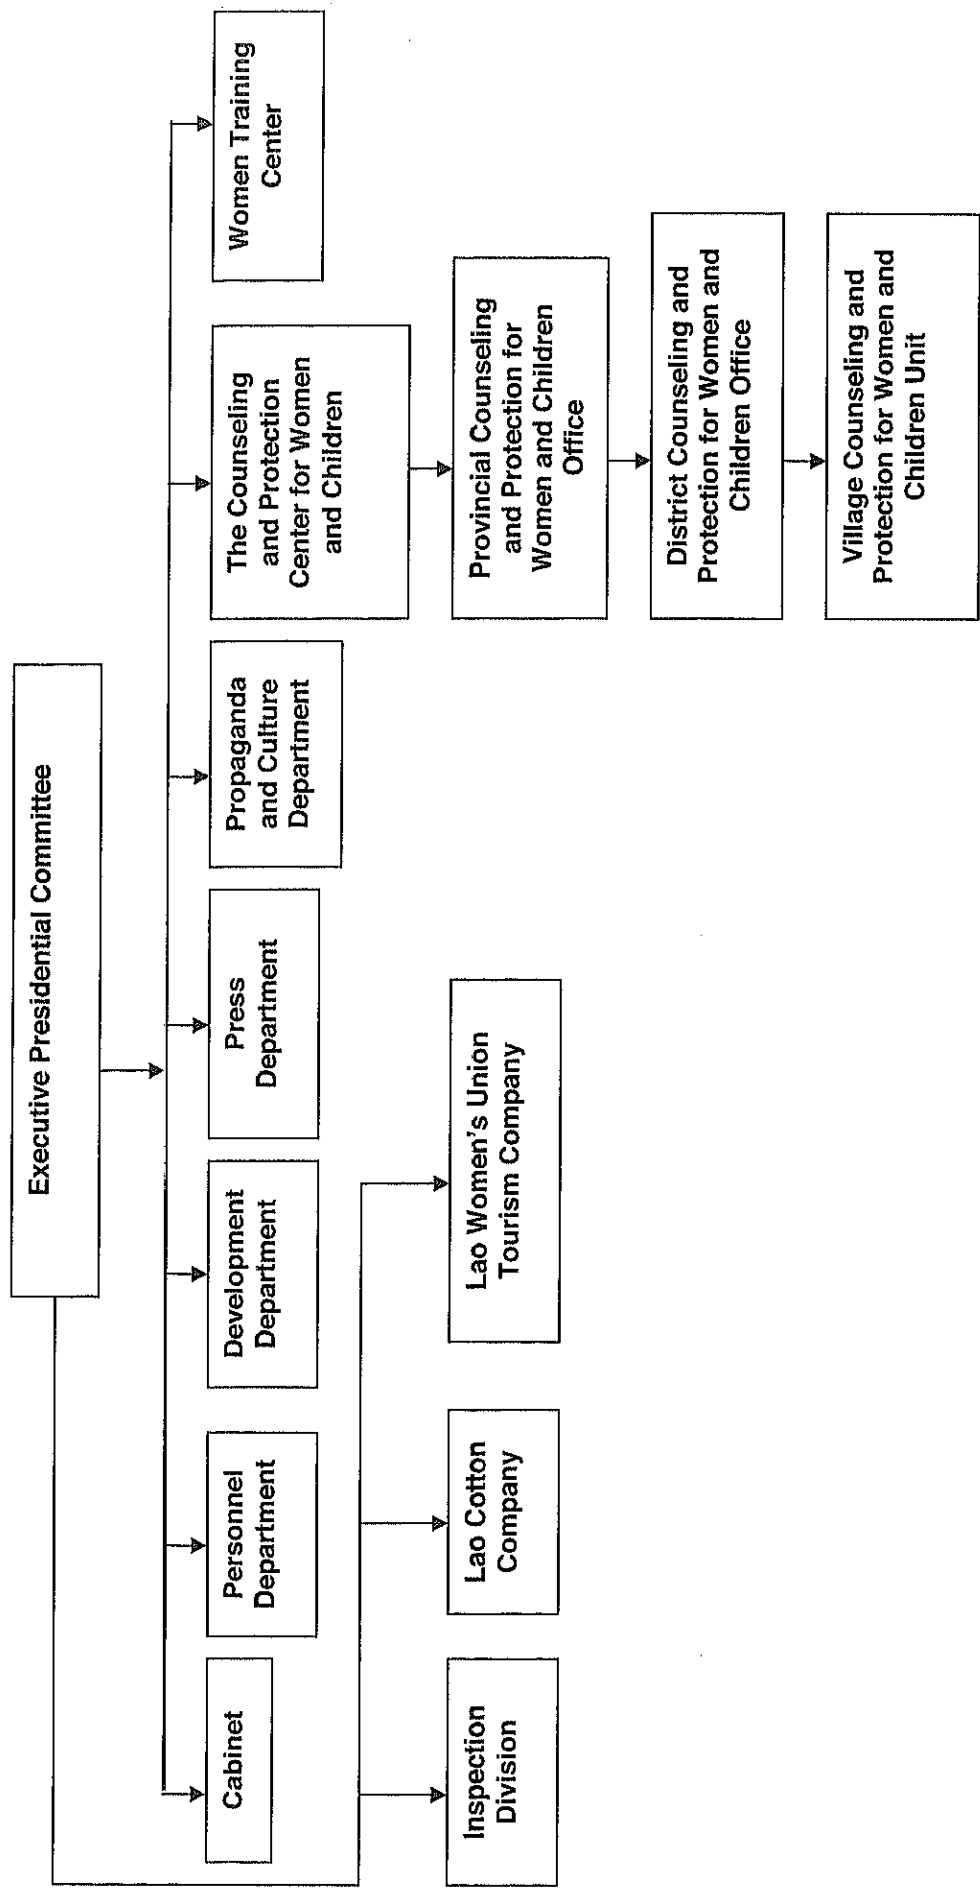 Executive Presidential Committee
Cabinet
Personnel
Department
Development
Department
Press
Department
Propaganda
and Culture
Department
The Counseling
and Protection
Center for Women
and Children
Women Training
Center
Inspection
Division
Lao Cotton
Company
Lao Women's Union
Tourism Company
Provincial Counseling
and Protection for
Women and Children
Office
District Counseling and
Protection for Women and
Children Office
Village Counseling and
Protection for Women and
Children Unit